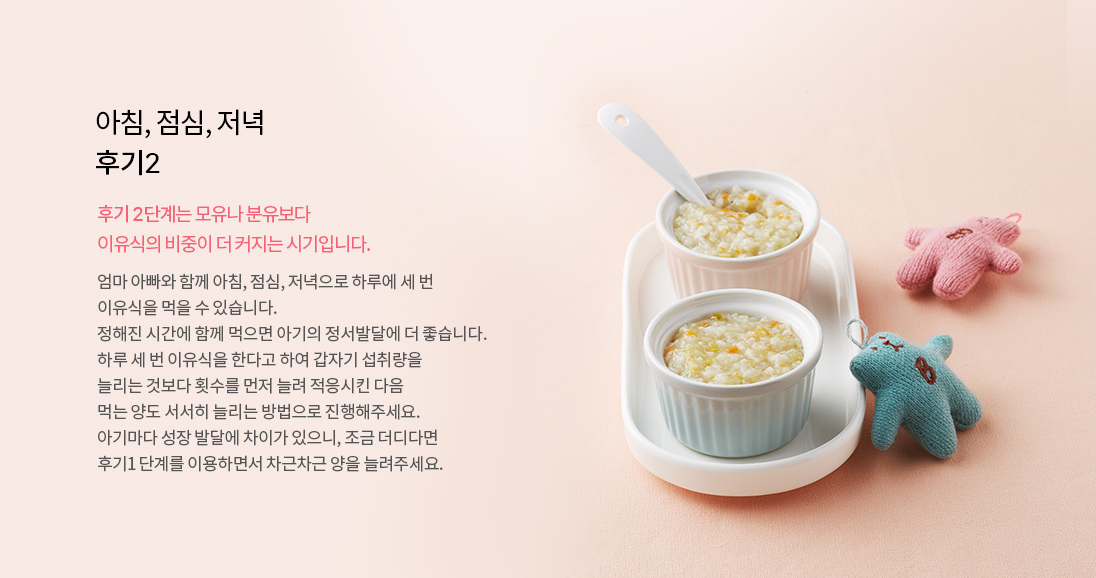 아침, 점심, 저녁
후기2
후기 2단계는 모유나 분유보다
이유식의 비중이 더 커지는 시기입니다.
엄마 아빠와 함께 아침, 점심, 저녁으로 하루에 세 번
이유식을 먹을 수 있습니다.
정해진 시간에 함께 먹으면 아기의 정서발달에 더 좋습니다.
하루 세 번 이유식을 한다고 하여 갑자기 섭취량을
늘리는 것보다 횟수를 먼저 늘려 적응시킨 다음
먹는 양도 서서히 늘리는 방법으로 진행해주세요.
아기마다 성장 발달에 차이가 있으니, 조금 더디다면
후기1 단계를 이용하면서 차근차근 양을 늘려주세요.
B
B